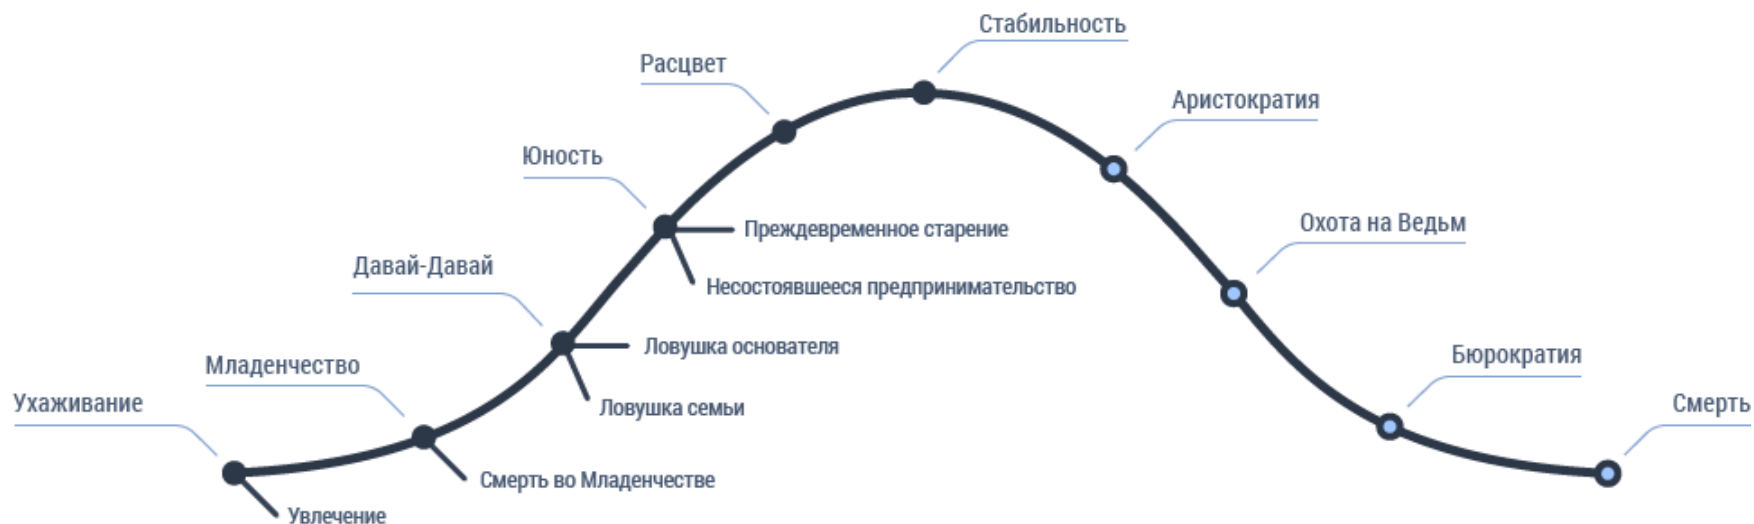 Стабильность
Расцвет
Аристократия
Юность
Преждевременное старение
Охота на Ведьм
Давай-Давай
Несостоявшееся предпринимательство
Ловушка основателя
Бюрократия
Младенчество
Ловушка семьи
Ухаживание
Смерть
Смерть во Младенчестве
Увлечение